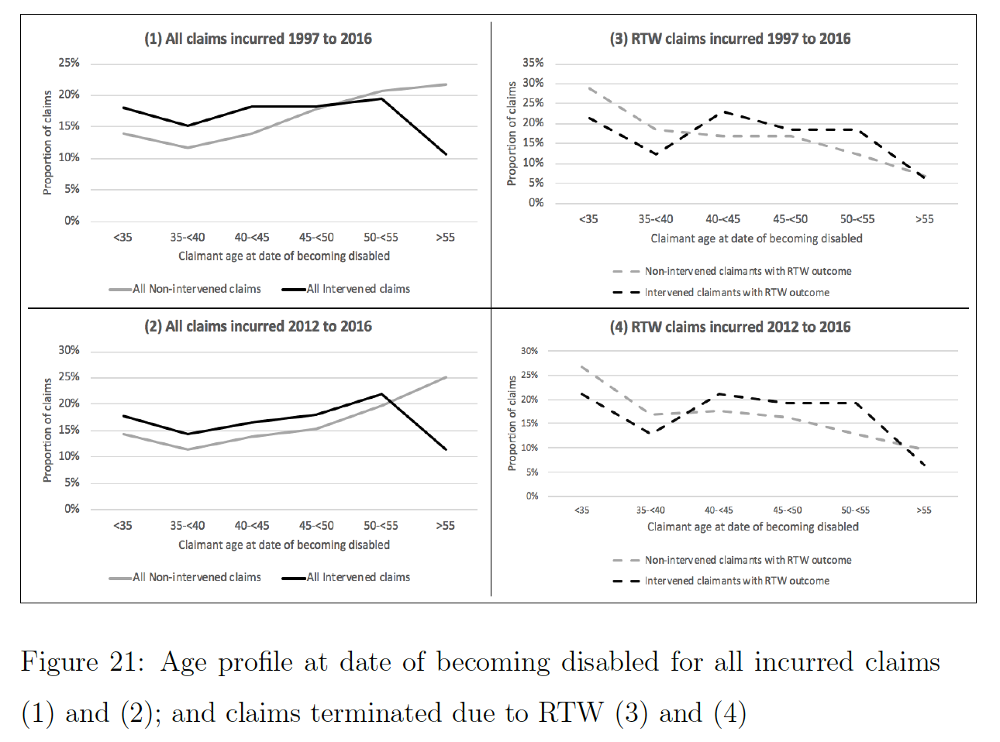 (1) All claims incurred 1997 to 2016
25%
20%
15%
10%
5%
0%
Proportion of claims
<35 35-<40 40-<45 45-<50 50-<55 >55
Claimant age at date of becoming disabled
All Non-intervened claims All Intervened claims
(3) RTW claims incurred 1997 to 2016
35%
30%
25%
20%
15%
10%
5%
0%
Proportion of claims
<35 35-<40 40-<45 45-<50 50-<55 >55
Claimant age at date of becoming disabled
Non-intervened claimants with RTW outcome
Intervened claimants with RTW outcome
(2) All claims incurred 2012 to 2016
30%
25%
20%
15%
10%
5%
0%
Proportion of claims
<35 35-<40 40-<45 45-<50 50-<55 >55
Claimant age at date of becoming disabled
All Non-intervened claims All Intervened claims
(4) RTW claims incurred 2012 to 2016
30%
25%
20%
15%
10%
5%
0%
Proportion of claims
<35 35-<40 40-<45 45-<50 50-<55 >55
Claimant age at date of becoming disabled
Non-intervened claimants with RTW outcome
Intervened claimants with RTW outcome
Figure 21: Age profile at date of becoming disabled for all incurred claims
(1) and (2); and claims terminated due to RTW (3) and (4)